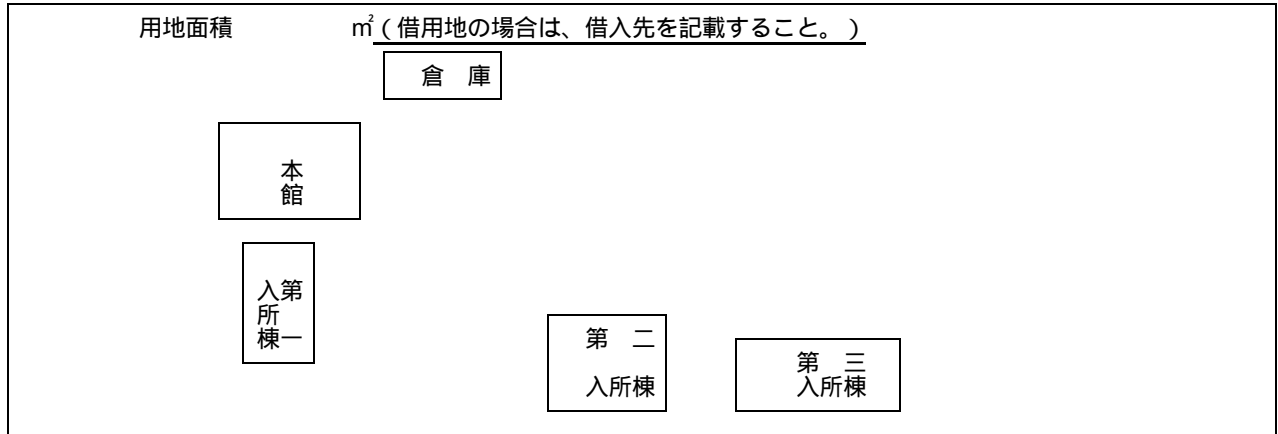 用地面積　　　　　㎡（借用地の場合は、借入先を記載すること。）
倉　庫
本館
第一
入所棟
第　二
入所棟
第　三
入所棟